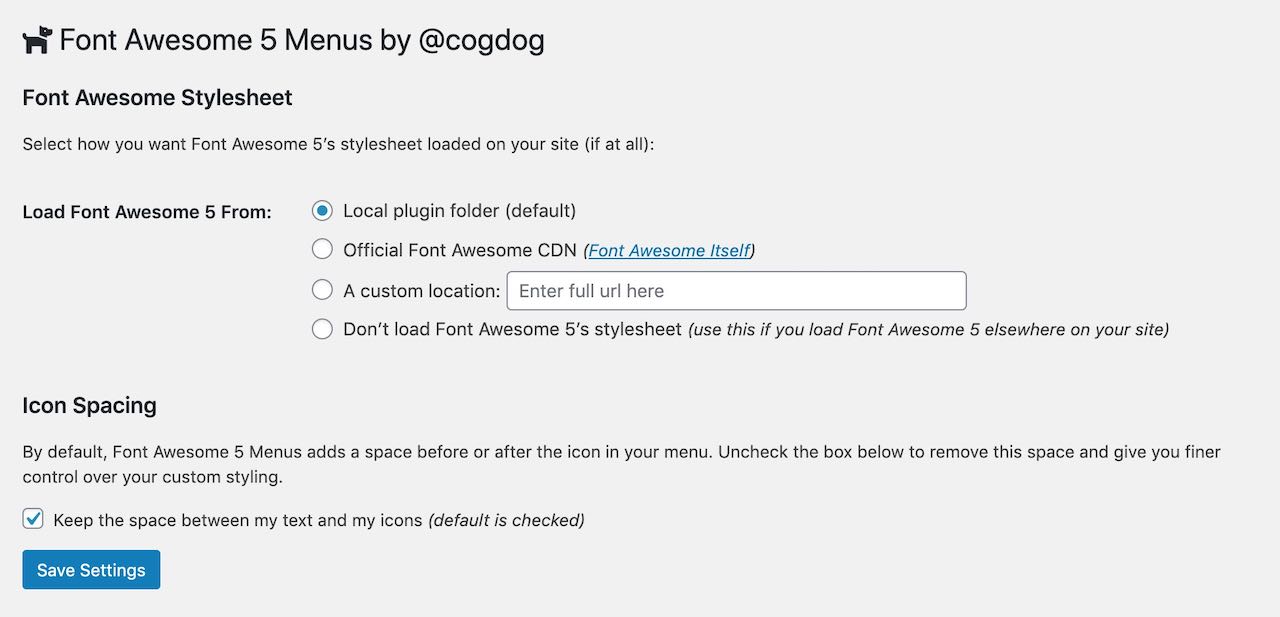 Font Awesome 5 Menus by @cogdog
Font Awesome Stylesheet
Select how you want Font Awesome 5’s stylesheet loaded on your site (if at all):
Load Font Awesome 5 From:
Local plugin folder (default)
Official Font Awesome CDN (Font Awesome Itself)
A custom location: Enter full url here
Don’t load Font Awesome 5’s stylesheet (use this if you load Font Awesome 5 elsewhere on your site)
Icon Spacing
By default, Font Awesome 5 Menus adds a space before or after the icon in your menu. Uncheck the box below to remove this space and give you finer
control over your custom styling.
Keep the space between my text and my icons (default is checked)
Save Settings